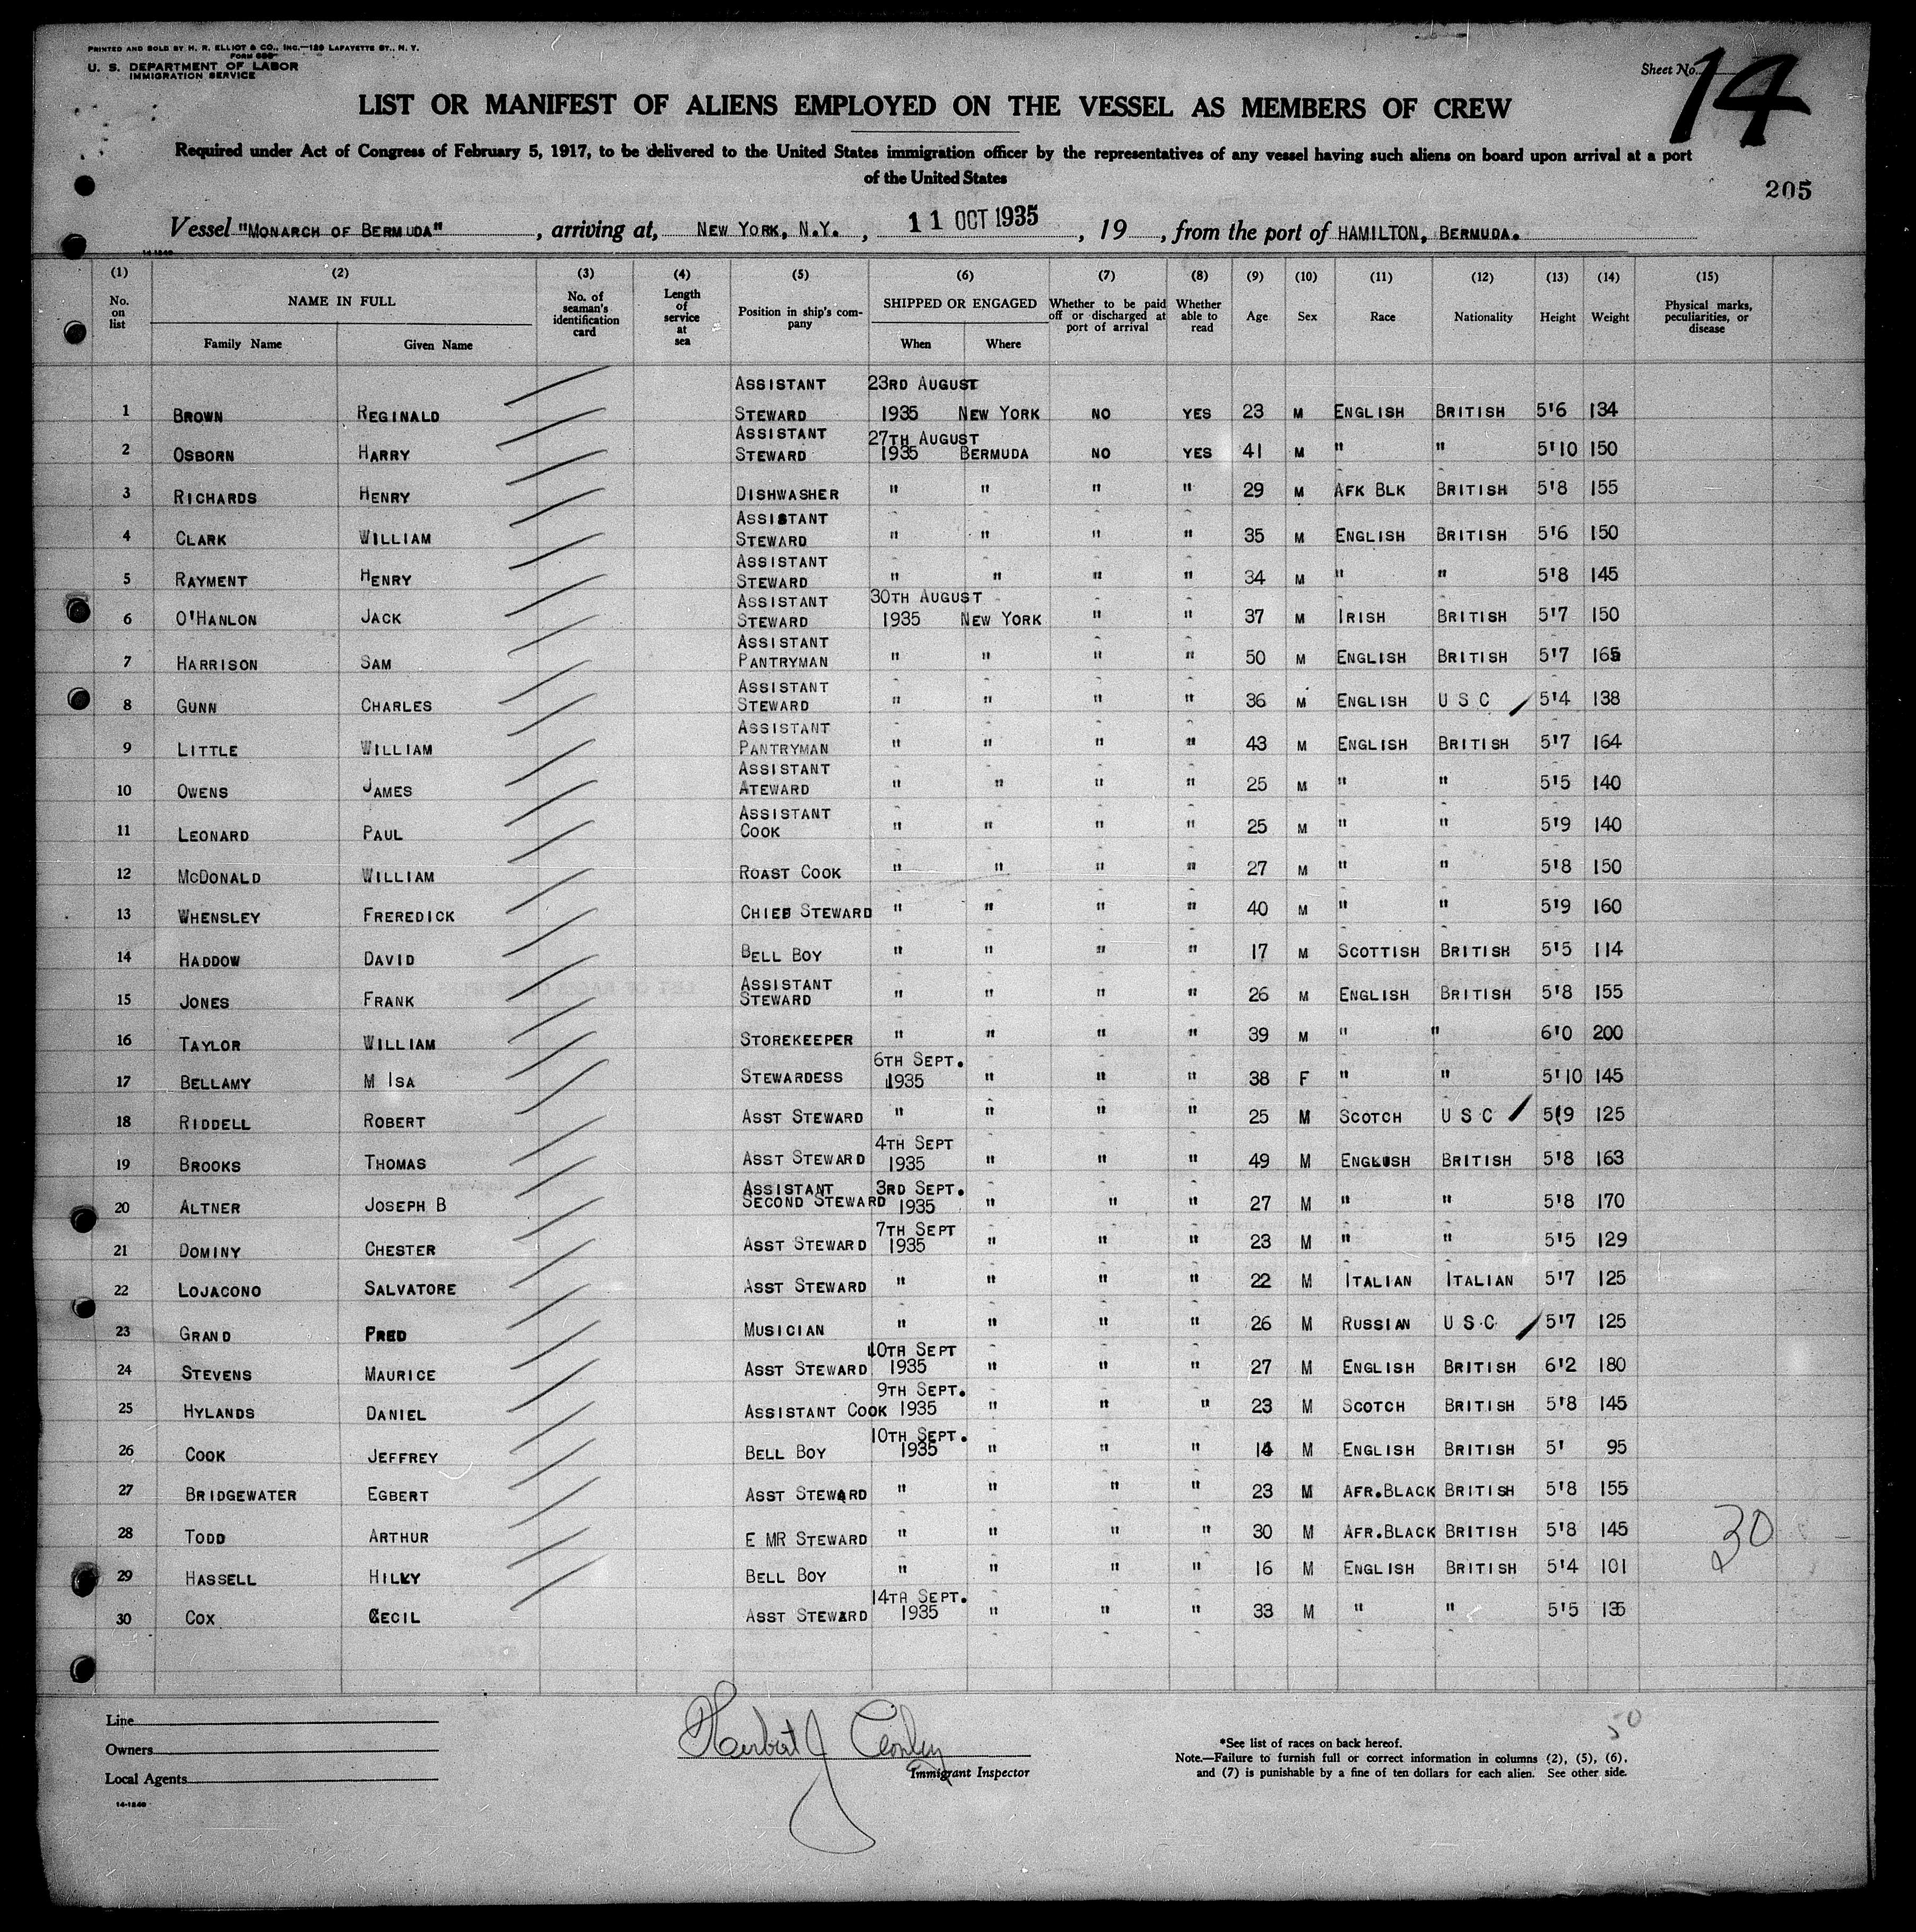 PRINTED AND SOLD BY H. R. ELLIOT & CO., INC.—129 LAFAYETTE ST., N. Y.
U. S. DEPARTMENT OF LABOR
IMMIGRATION SERVICE
Sheet No. 14
LIST OR MANIFEST OF ALIENS EMPLOYED ON THE VESSEL AS MEMBERS OF CREW
Required under Act of Congress of February 5, 1917, to be delivered to the United States immigration officer by the representatives of any vessel having such aliens on board upon arrival at a port
of the United States
205
Vessel "MONARCH OF BERMUDA", arriving at, NEW YORK, N.Y., 11 OCT 1935, 19 , from the port of HAMILTON, BERMUDA.
(1) (2) (3) (4) (5) (6) (7) (8) (9) (10) (11) (12) (13) (14) (15)
No. on list NAME IN FULL Family Name Given Name No. of seaman's identification card Length of service at sea Position in ship's company SHIPPED OR ENGAGED When Where Whether to be paid off or discharged at port of arrival Whether able to read Age Sex Race Nationality Height Weight Physical marks, peculiarities, or disease
1 BROWN REGINALD ASSISTANT STEWARD 23RD AUGUST 1935 NEW YORK NO YES 23 M ENGLISH BRITISH 5'6 134
2 OSBORN HARRY ASSISTANT STEWARD 27TH AUGUST 1935 BERMUDA NO YES 41 M " " 5'10 150
3 RICHARDS HENRY DISHWASHER " " " " 29 M AFK BLK BRITISH 5'8 155
4 CLARK WILLIAM ASSISTANT STEWARD " " " " 35 M ENGLISH BRITISH 5'6 150
5 RAYMENT HENRY ASSISTANT STEWARD " " " " 34 M " " 5'8 145
6 O'HANLON JACK ASSISTANT STEWARD 30TH AUGUST 1935 NEW YORK " " 37 M IRISH BRITISH 5'7 150
7 HARRISON SAM ASSISTANT PANTRYMAN " " " " 50 M ENGLISH BRITISH 5'7 165
8 GUNN CHARLES ASSISTANT STEWARD " " " " 36 M ENGLISH U S C 5'4 138
9 LITTLE WILLIAM ASSISTANT PANTRYMAN " " " " 43 M ENGLISH BRITISH 5'7 164
10 OWENS JAMES ASSISTANT ATEWARD " " " " 25 M " " 5'5 140
11 LEONARD PAUL ASSISTANT COOK " " " " 25 M " " 5'9 140
12 MCDONALD WILLIAM ROAST COOK " " " " 27 M " " 5'8 150
13 WHENSLEY FREREDICK CHIEF STEWARD " " " " 40 M " " 5'9 160
14 HADDOW DAVID BELL BOY " " " " 17 M SCOTTISH BRITISH 5'5 114
15 JONES FRANK ASSISTANT STEWARD " " " " 26 M ENGLISH BRITISH 5'8 155
16 TAYLOR WILLIAM STOREKEEPER " " " " 39 M " " 6'0 200
17 BELLAMY M ISA STEWARDESS 6TH SEPT. 1935 " " " 38 F " " 5'10 145
18 RIDDELL ROBERT ASST STEWARD " " " " 25 M SCOTCH U S C 5(9 125
19 BROOKS THOMAS ASST STEWARD 4TH SEPT 1935 " " " 49 M ENGLISH BRITISH 5'8 163
20 ALTNER JOSEPH B ASSISTANT SECOND STEWARD 3RD SEPT. 1935 " " " 27 M " " 5'8 170
21 DOMINY CHESTER ASST STEWARD 7TH SEPT 1935 " " " 23 M " " 5'5 129
22 LOJACONO SALVATORE ASST STEWARD " " " " 22 M ITALIAN ITALIAN 5'7 125
23 GRAND FRED MUSICIAN " " " " 26 M RUSSIAN U S C 5'7 125
24 STEVENS MAURICE ASST STEWARD 10TH SEPT 1935 " " " 27 M ENGLISH BRITISH 6'2 180
25 HYLANDS DANIEL ASSISTANT COOK 9TH SEPT. 1935 " " " 23 M SCOTCH BRITISH 5'8 145
26 COOK JEFFREY BELL BOY 10TH SEPT. 1935 " " " 14 M ENGLISH BRITISH 5' 95
27 BRIDGEWATER EGBERT ASST STEWARD " " " " 23 M AFR.BLACK BRITISH 5'8 155
28 TODD ARTHUR E MR STEWARD " " " " 30 M AFR.BLACK BRITISH 5'8 145
30
29 HASSELL HILLY BELL BOY " " " " 16 M ENGLISH BRITISH 5'4 101
30 COX CECIL ASST STEWARD 14TH SEPT. 1935 " " " 33 M " " 5'5 135
50
Line
Owners
Local Agents
Herbert J Conley
Immigrant Inspector
*See list of races on back hereof.
Note.—Failure to furnish full or correct information in columns (2), (5), (6),
and (7) is punishable by a fine of ten dollars for each alien. See other side.
14-1240